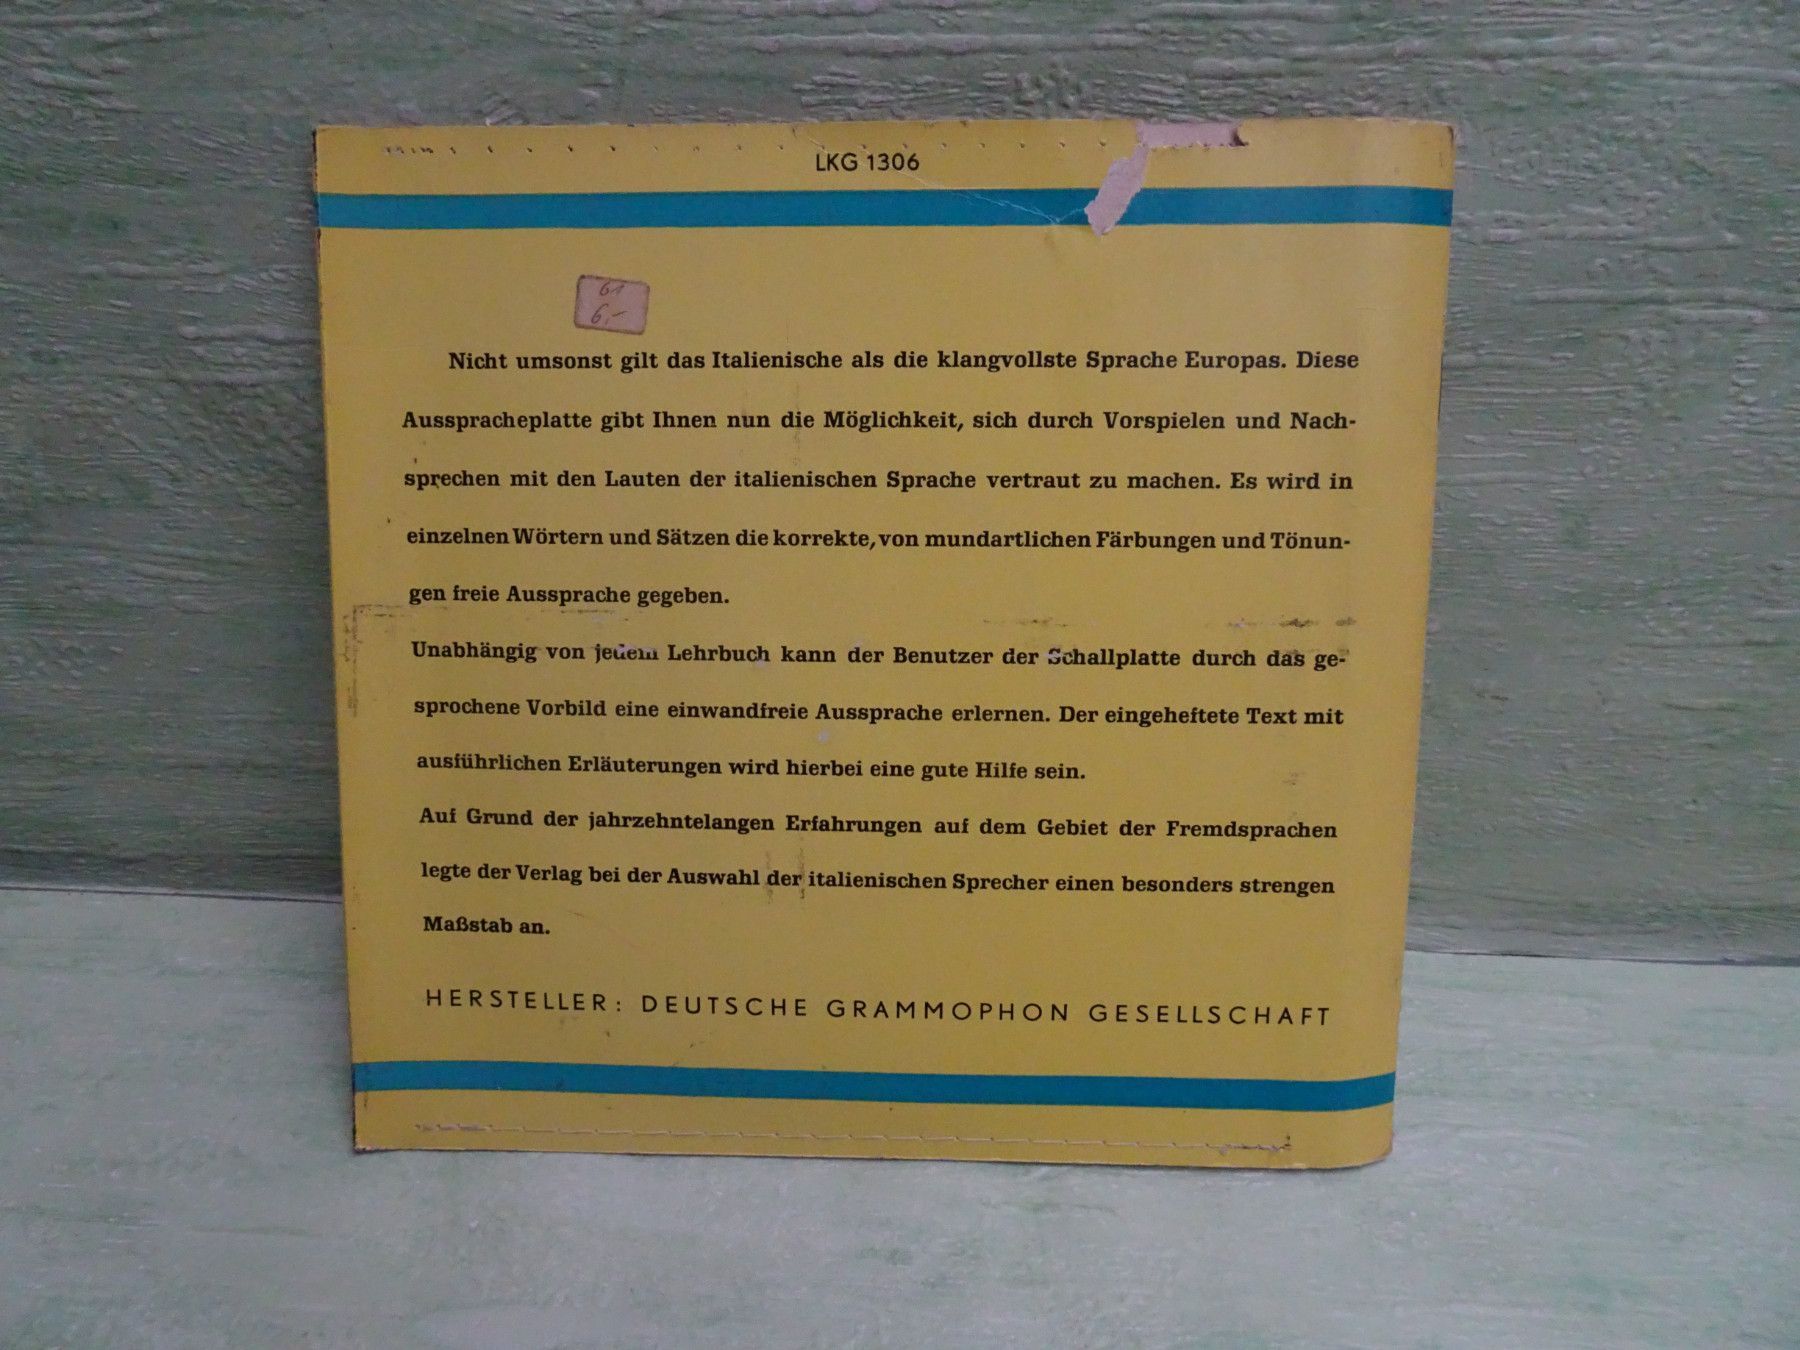 LKG 1306
61
6,-
Nicht umsonst gilt das Italienische als die klangvollste Sprache Europas. Diese
Ausspracheplatte gibt Ihnen nun die Möglichkeit, sich durch Vorspielen und Nach-
sprechen mit den Lauten der italienischen Sprache vertraut zu machen. Es wird in
einzelnen Wörtern und Sätzen die korrekte, von mundartlichen Färbungen und Tönun-
gen freie Aussprache gegeben.
Unabhängig von jedem Lehrbuch kann der Benutzer der Schallplatte durch das ge-
sprochene Vorbild eine einwandfreie Aussprache erlernen. Der eingeheftete Text mit
ausführlichen Erläuterungen wird hierbei eine gute Hilfe sein.
Auf Grund der jahrzehntelangen Erfahrungen auf dem Gebiet der Fremdsprachen
legte der Verlag bei der Auswahl der italienischen Sprecher einen besonders strengen
Maßstab an.
HERSTELLER: DEUTSCHE GRAMMOPHON GESELLSCHAFT